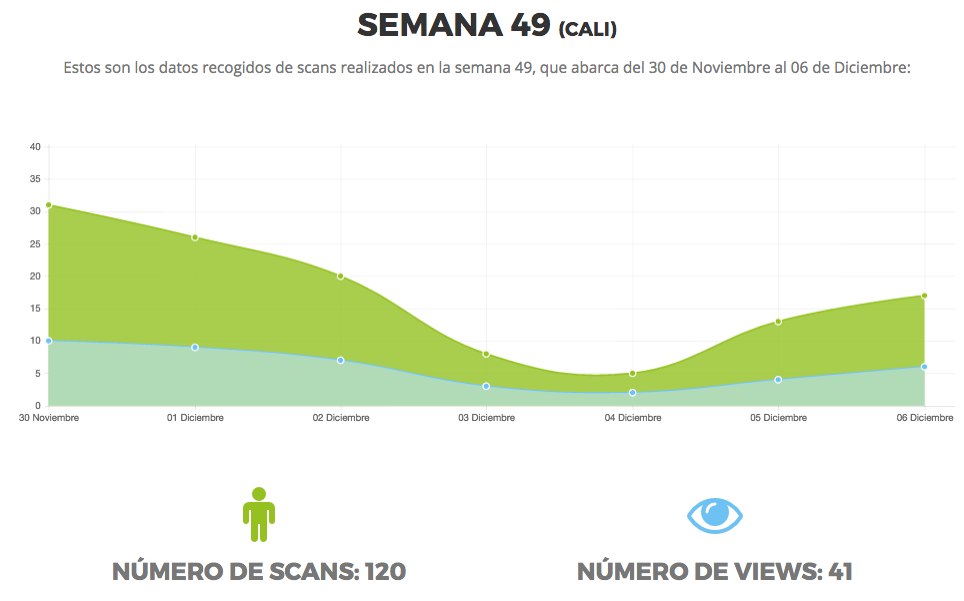 SEMANA 49 (CALI)
Estos son los datos recogidos de scans realizados en la semana 49, que abarca del 30 de Noviembre al 06 de Diciembre:
40
35
30
25
20
15
10
5
0
30 Noviembre 01 Diciembre 02 Diciembre 03 Diciembre 04 Diciembre 05 Diciembre 06 Diciembre
NÚMERO DE SCANS: 120 NÚMERO DE VIEWS: 41